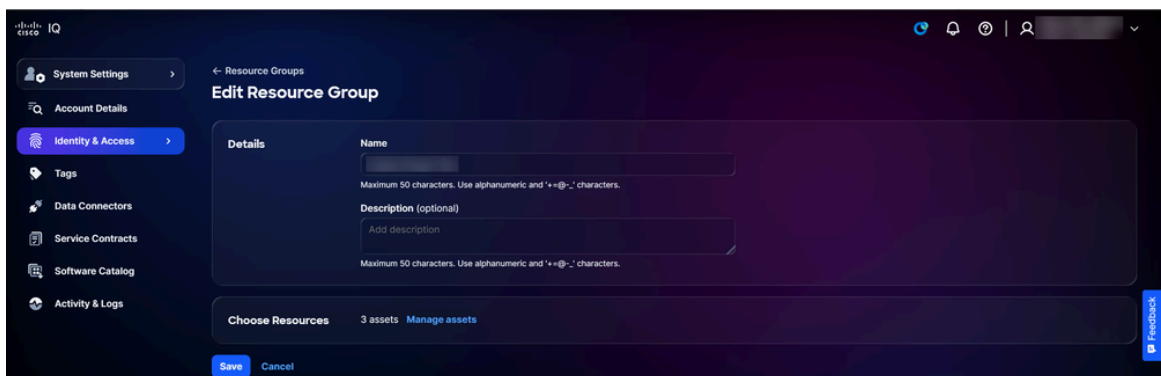 cisco IQ
System Settings
Account Details
Identity & Access
Tags
Data Connectors
Service Contracts
Software Catalog
Activity & Logs
← Resource Groups
Edit Resource Group
Details
Name
Maximum 50 characters. Use alphanumeric and '+=@-_' characters.
Description (optional)
Add description
Maximum 50 characters. Use alphanumeric and '+=@-_' characters.
Choose Resources 3 assets Manage assets
Save Cancel
Feedback